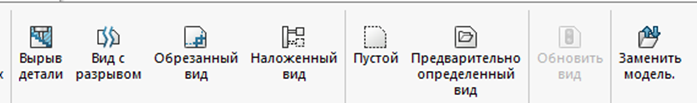 Вырыв Вид с Обрезанный Наложенный Пустой Предварительно Обновить Заменить
детали разрывом вид вид определенный вид модель.
вид